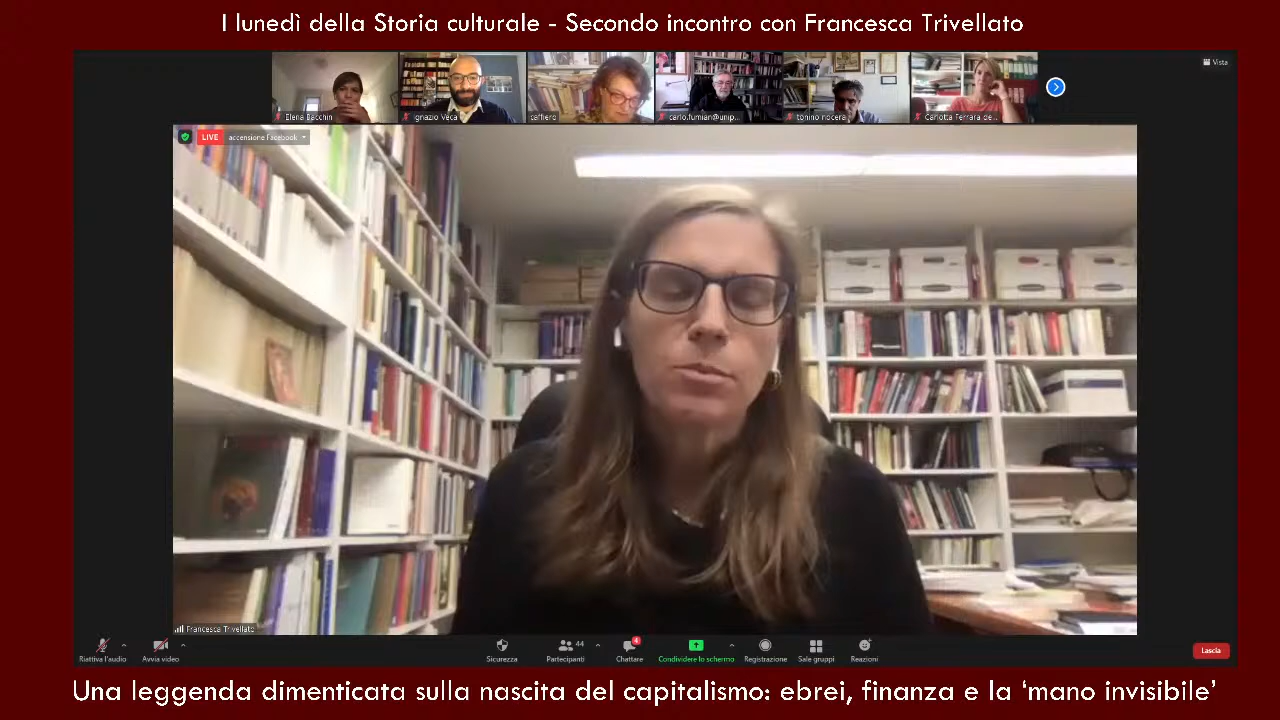 I lunedì della Storia culturale - Secondo incontro con Francesca Trivellato
Vista
Elena Bacchin
Ignazio Veca
caffiero
carlo.fumian@unip...
tonino nocera
Carlotta Ferrara de...
LIVE accensione Facebook
Francesca Trivellato
44
4
Riattiva l'audio
Avvia video
Sicurezza
Partecipanti
Chattare
Condividere lo schermo
Registrazione
Sale gruppi
Reazioni
Lascia
Una leggenda dimenticata sulla nascita del capitalismo: ebrei, finanza e la ‘mano invisibile’